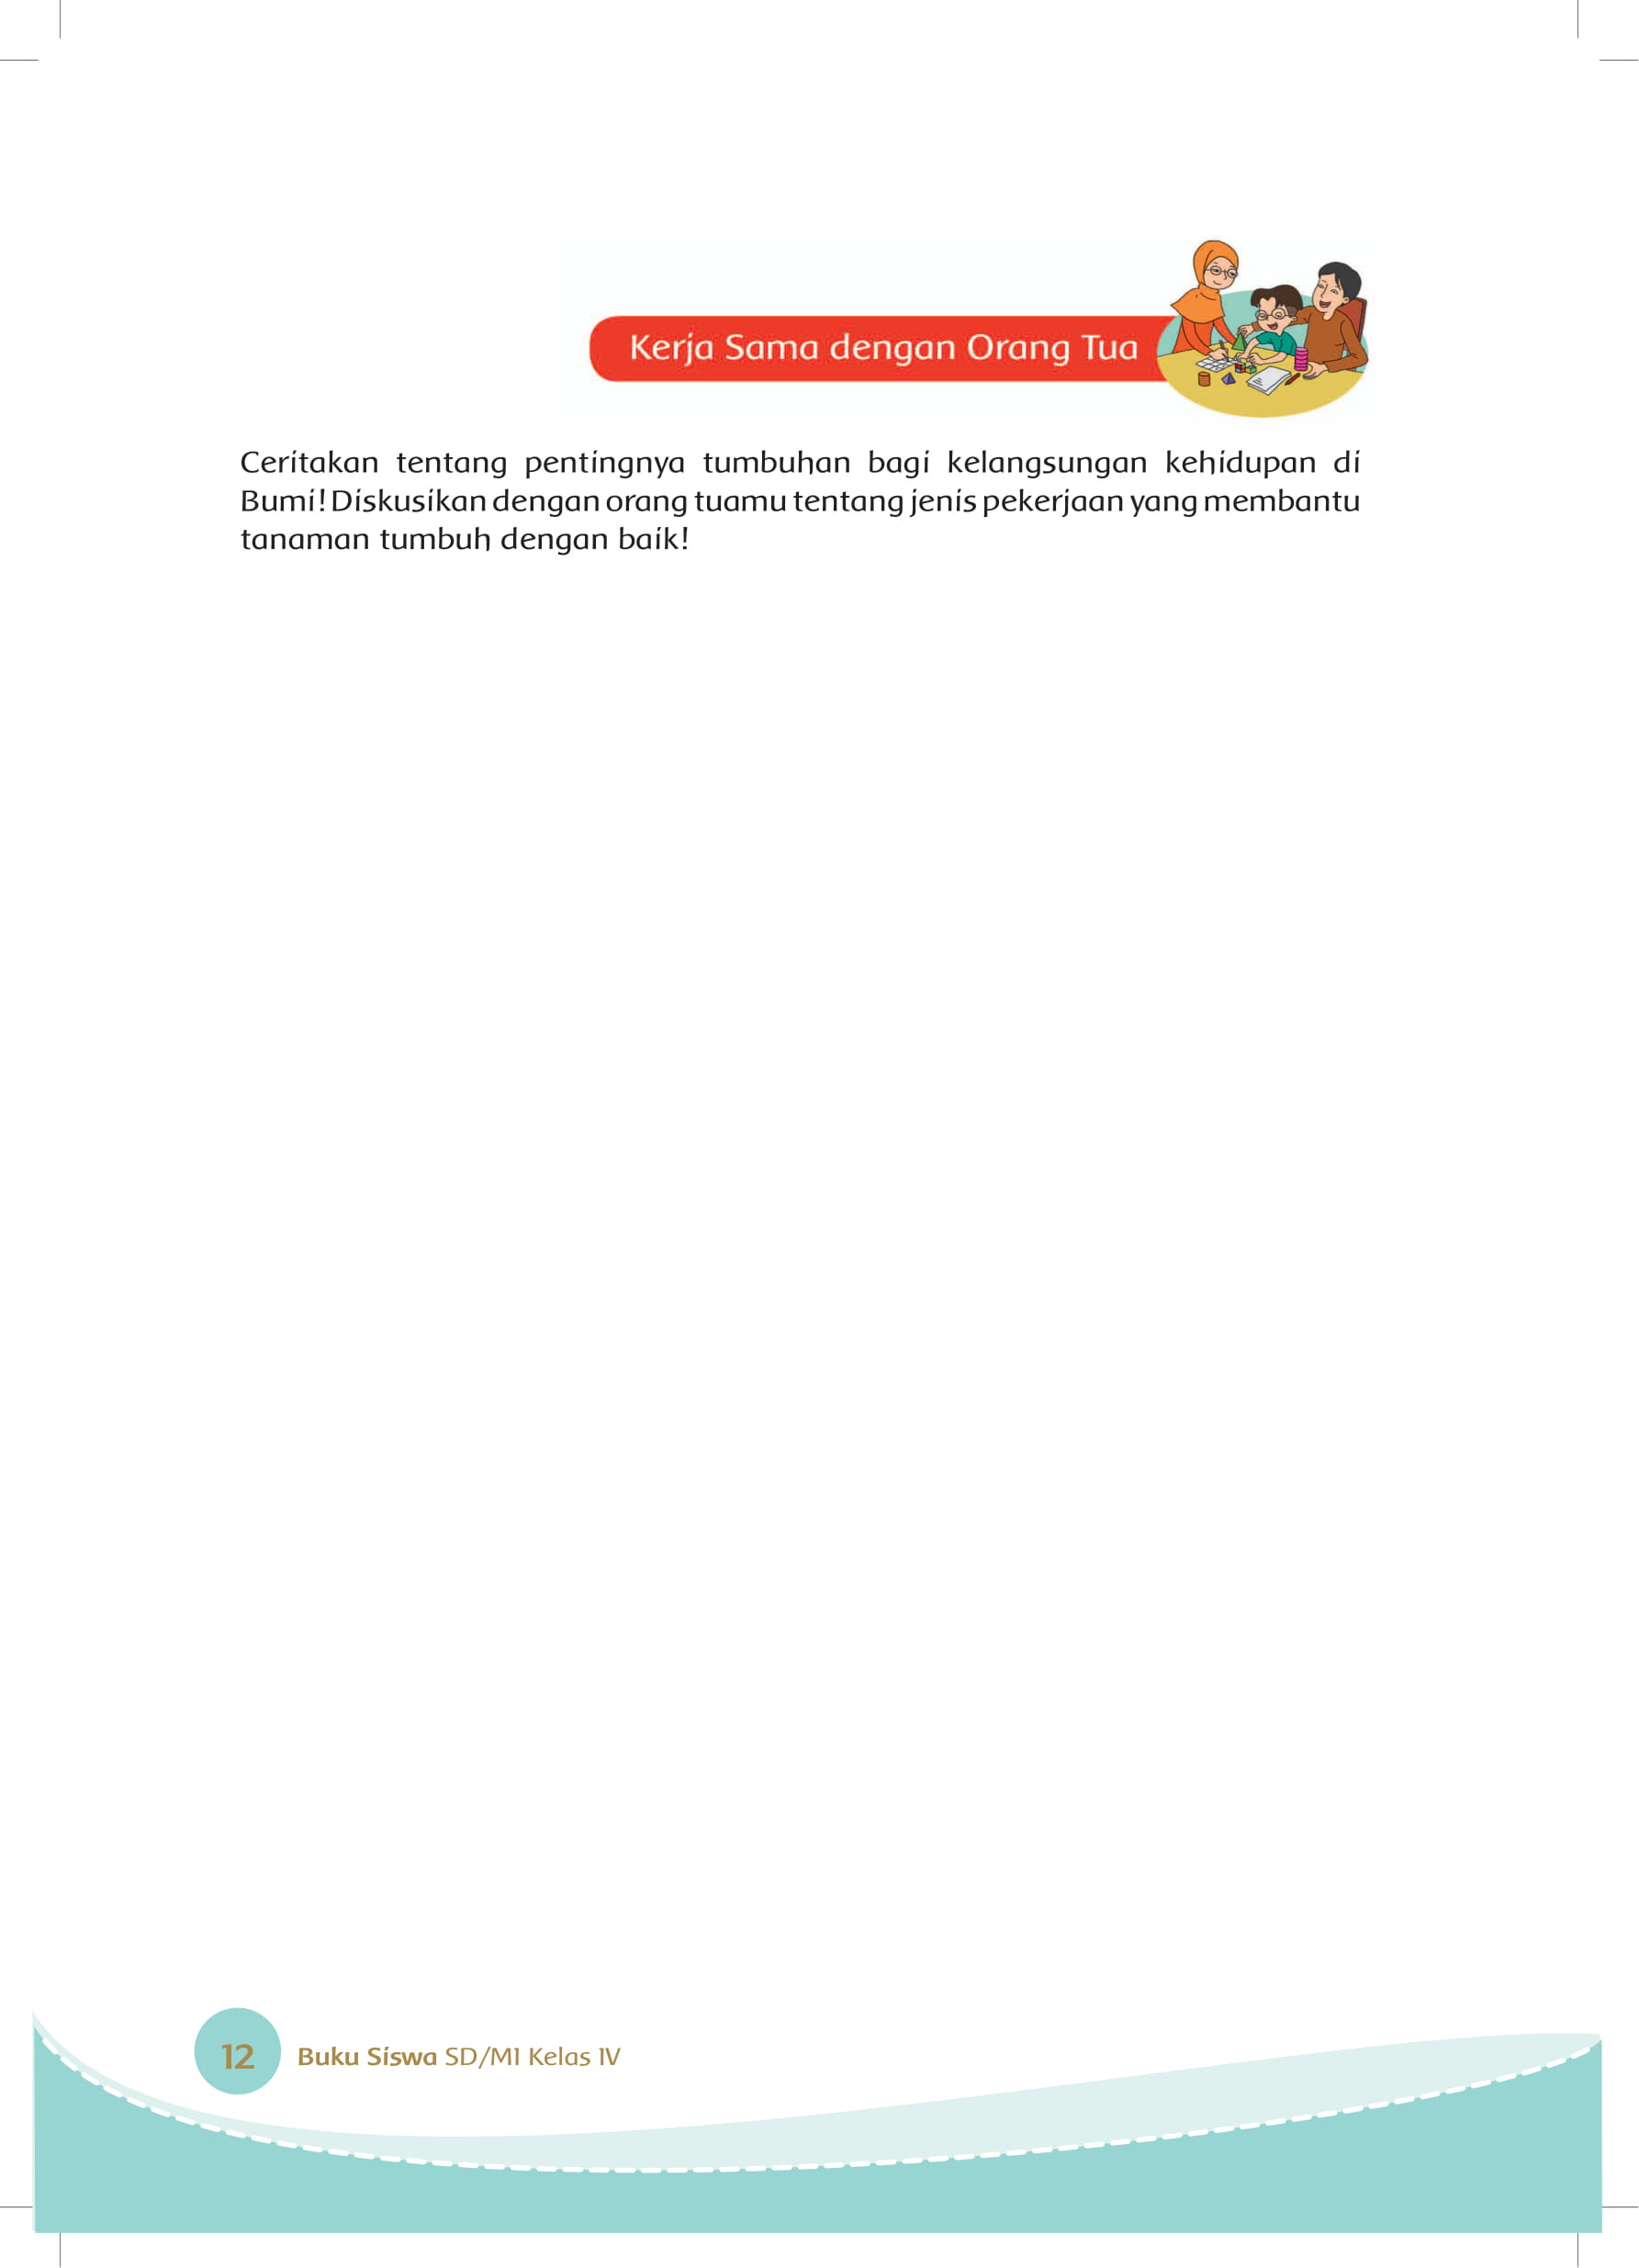 Kerja Sama dengan Orang Tua
Ceritakan tentang pentingnya tumbuhan bagi kelangsungan kehidupan di
Bumi! Diskusikan dengan orang tuamu tentang jenis pekerjaan yang membantu
tanaman tumbuh dengan baik!
12 Buku Siswa SD/MI Kelas IV